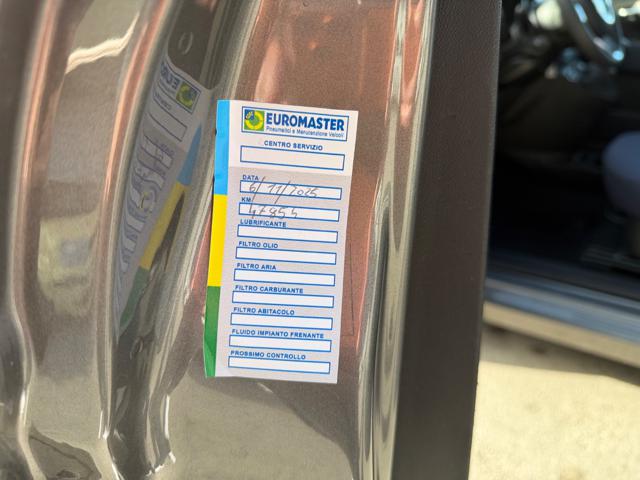 EUROMASTER
Pneumatici e Manutenzione Veicoli
CENTRO SERVIZIO
DATA
6/11/2025
KM
LUBRIFICANTE
FILTRO OLIO
FILTRO ARIA
FILTRO CARBURANTE
FILTRO ABITACOLO
FLUIDO IMPIANTO FRENANTE
PROSSIMO CONTROLLO